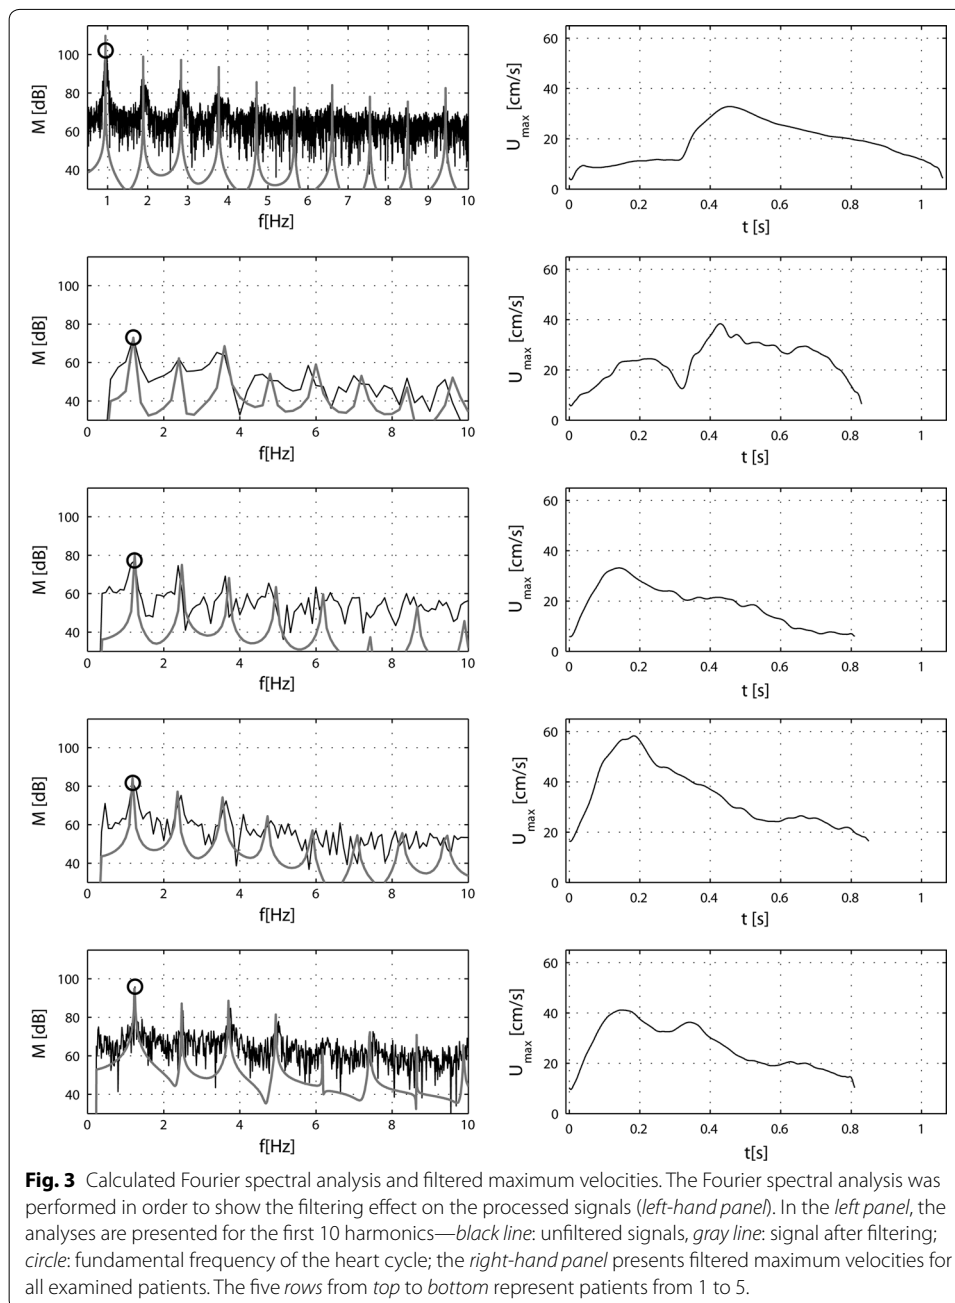 100
80
60
40
M [dB]
1 2 3 4 5 6 7 8 9 10
f[Hz]
60
40
20
0
U max [cm/s]
0 0.2 0.4 0.6 0.8 1
t [s]
100
80
60
40
M [dB]
0 2 4 6 8 10
f[Hz]
60
40
20
0
U max [cm/s]
0 0.2 0.4 0.6 0.8 1
t [s]
100
80
60
40
M [dB]
0 2 4 6 8 10
f[Hz]
60
40
20
0
U max [cm/s]
0 0.2 0.4 0.6 0.8 1
t [s]
100
80
60
40
M [dB]
0 2 4 6 8 10
f[Hz]
60
40
20
0
U max [cm/s]
0 0.2 0.4 0.6 0.8 1
t [s]
100
80
60
40
M [dB]
0 2 4 6 8 10
f[Hz]
60
40
20
0
U max [cm/s]
0 0.2 0.4 0.6 0.8 1
t[s]
Fig. 3 Calculated Fourier spectral analysis and filtered maximum velocities. The Fourier spectral analysis was
performed in order to show the filtering effect on the processed signals (left-hand panel). In the left panel, the
analyses are presented for the first 10 harmonics—black line: unfiltered signals, gray line: signal after filtering;
circle: fundamental frequency of the heart cycle; the right-hand panel presents filtered maximum velocities for
all examined patients. The five rows from top to bottom represent patients from 1 to 5.